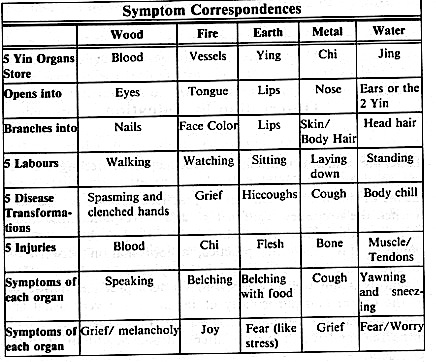 Symptom Correspondences
Wood Fire Earth Metal Water
5 Yin Organs Store Blood Vessels Ying Chi Jing
Opens into Eyes Tongue Lips Nose Ears or the 2 Yin
Branches into Nails Face Color Lips Skin/ Body Hair Head hair
5 Labours Walking Watching Sitting Laying down Standing
5 Disease Transforma-tions Spasming and clenched hands Grief Hiccoughs Cough Body chill
5 Injuries Blood Chi Flesh Bone Muscle/ Tendons
Symptoms of each organ Speaking Belching Belching with food Cough Yawning and sneez-ing
Symptoms of each organ Grief/ melancholy Joy Fear (like stress) Grief Fear/Worry